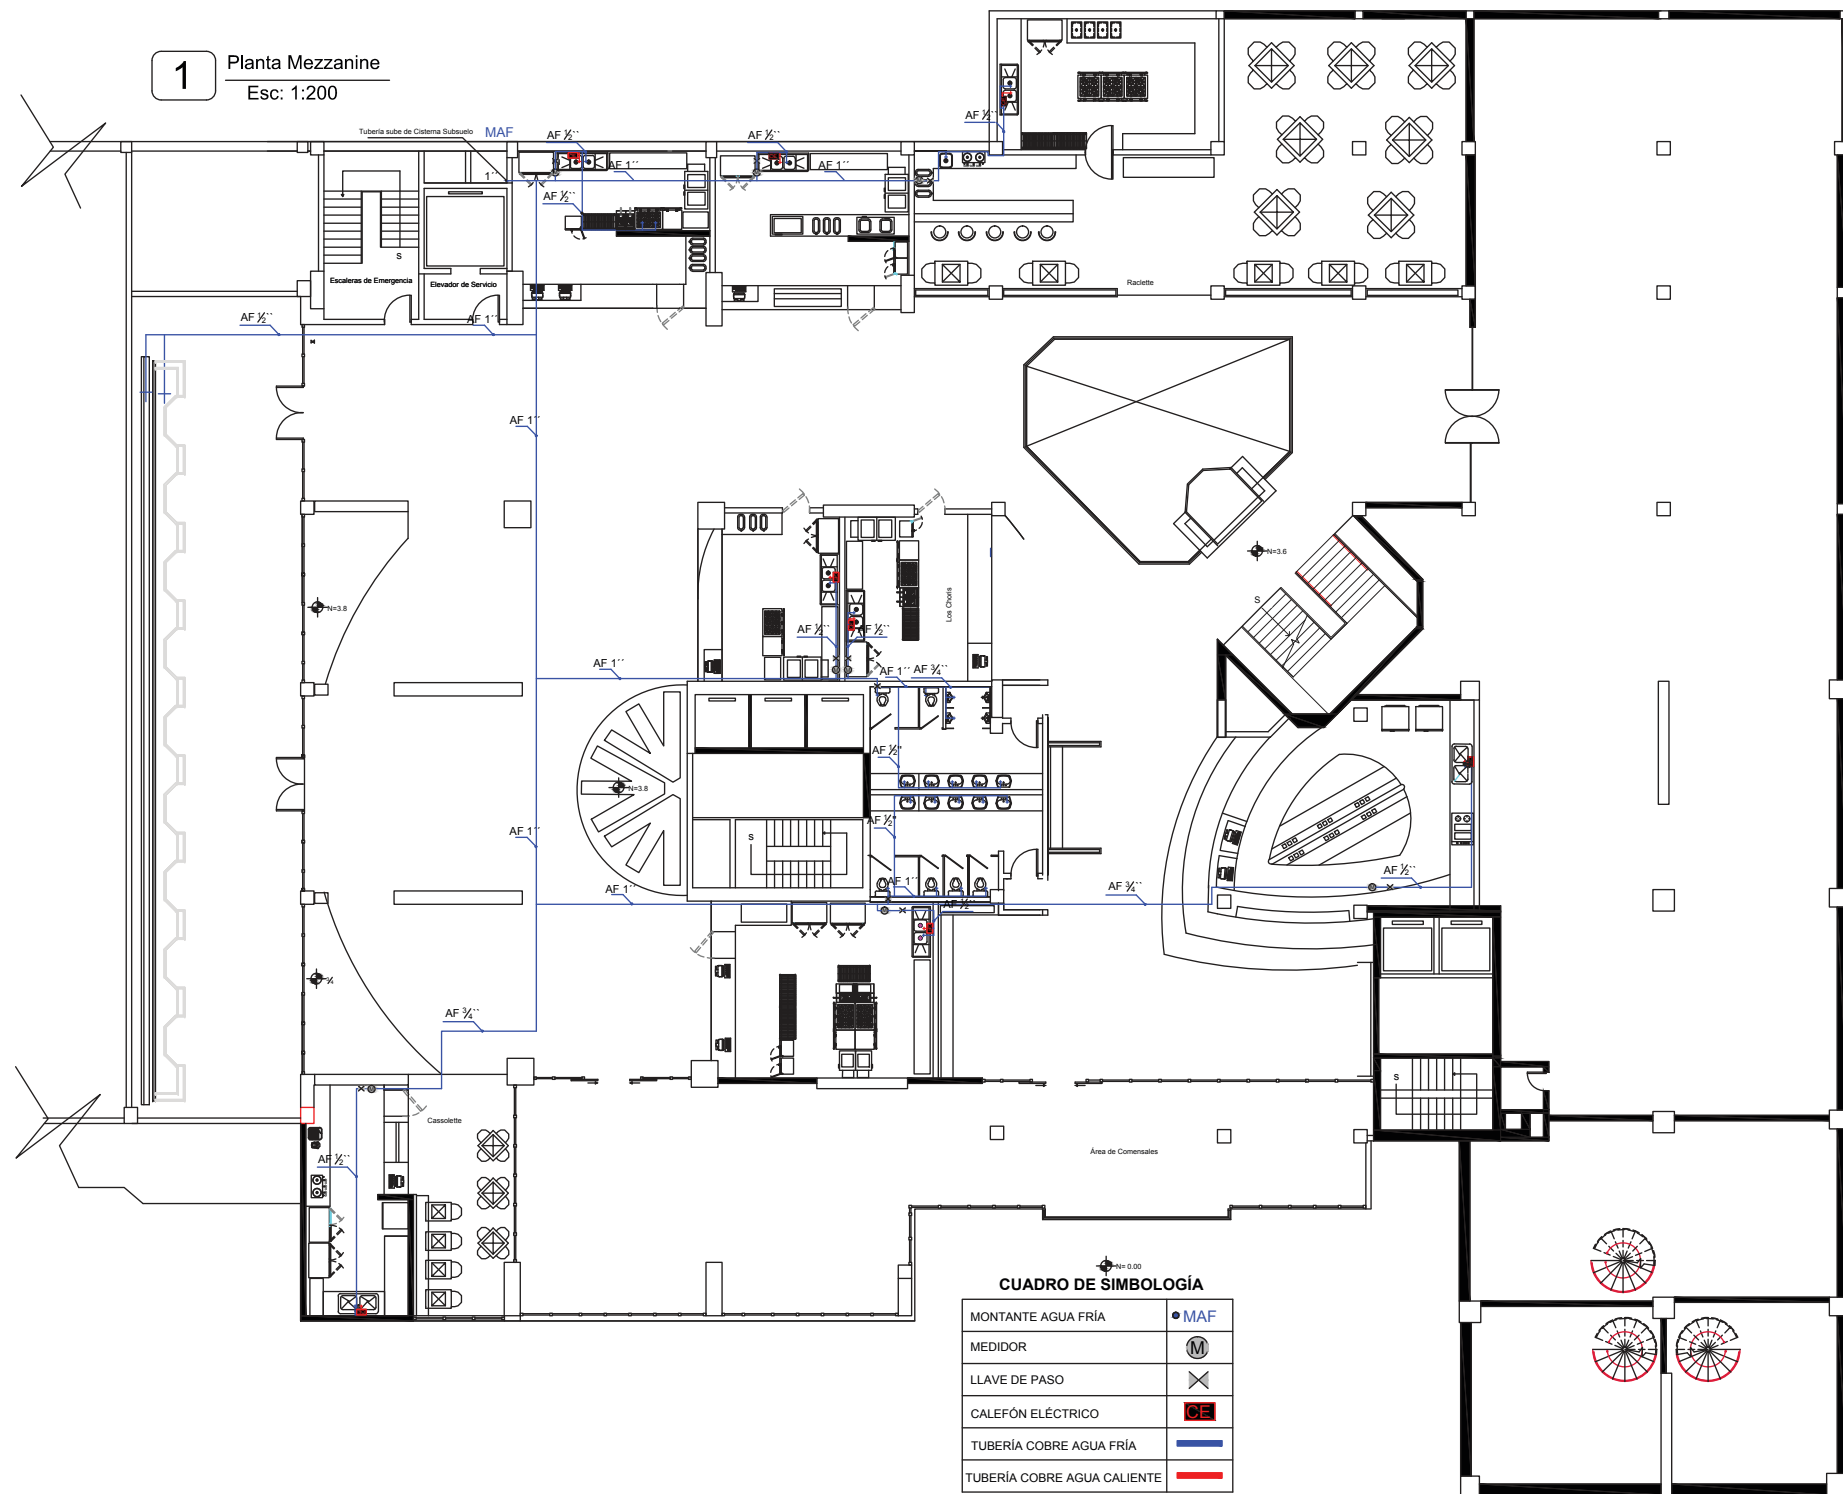 1
Planta Mezzanine
Esc: 1:200
Tubería sube de Cisterna Subsuelo
MAF
AF ½``
AF ½``
AF ½``
1´´
AF 1´´
AF 1´´
AF ½``
S
Escaleras de Emergencia
Elevador de Servicio
Raclette
AF ½``
AF 1´´
AF 1´´
N=3.6
N=3.8
Los Choris
S
AF ½``
AF ½``
AF 1´´
AF 1´´
AF ¾``
AF ½"
N=3.8
AF 1´´
AF ½"
S
AF 1´´
AF 1´´
AF ½``
AF ¾``
AF ½``
AF ¾``
Cassolette
AF ½``
Área de Comensales
S
N= 0.00
CUADRO DE SIMBOLOGÍA
MONTANTE AGUA FRÍA
MAF
MEDIDOR
M
LLAVE DE PASO
CALEFÓN ELÉCTRICO
CE
TUBERÍA COBRE AGUA FRÍA
TUBERÍA COBRE AGUA CALIENTE